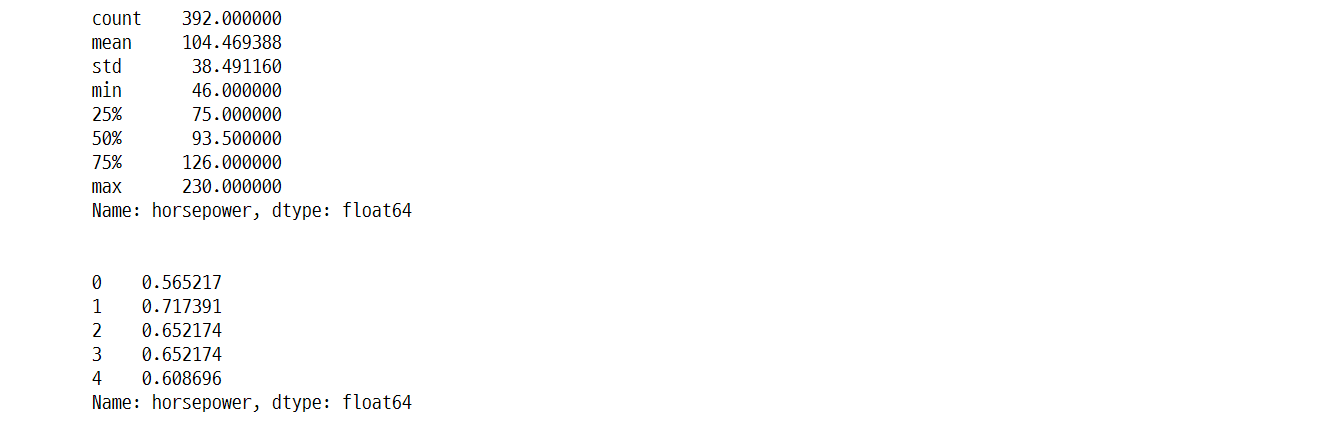 count    392.000000
mean     104.469388
std       38.491160
min       46.000000
25%       75.000000
50%       93.500000
75%      126.000000
max      230.000000
Name: horsepower, dtype: float64
0    0.565217
1    0.717391
2    0.652174
3    0.652174
4    0.608696
Name: horsepower, dtype: float64